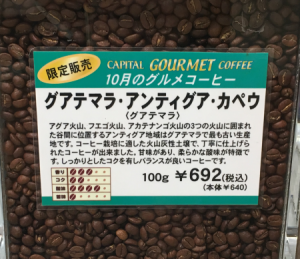 限定販売
CAPITAL GOURMET COFFEE
10月のグルメコーヒー
グアテマラ・アンティグア・カペウ
〈グアテマラ〉
アグア火山、フエゴ火山、アカテナンゴ火山の3つの火山に囲まれ
た谷間に位置するアンティグア地域はグアテマラで最も古い生産
地です。コーヒー栽培に適した火山灰性土壌で、丁寧に仕上げられ
たコーヒーが出来ました。甘みがあり、柔らかな酸味が特徴で
す。しっかりとしたコクを有しバランスが良いコーヒーです。
香り
コク
酸味
苦味
100g ¥692(税込)
(本体¥640)